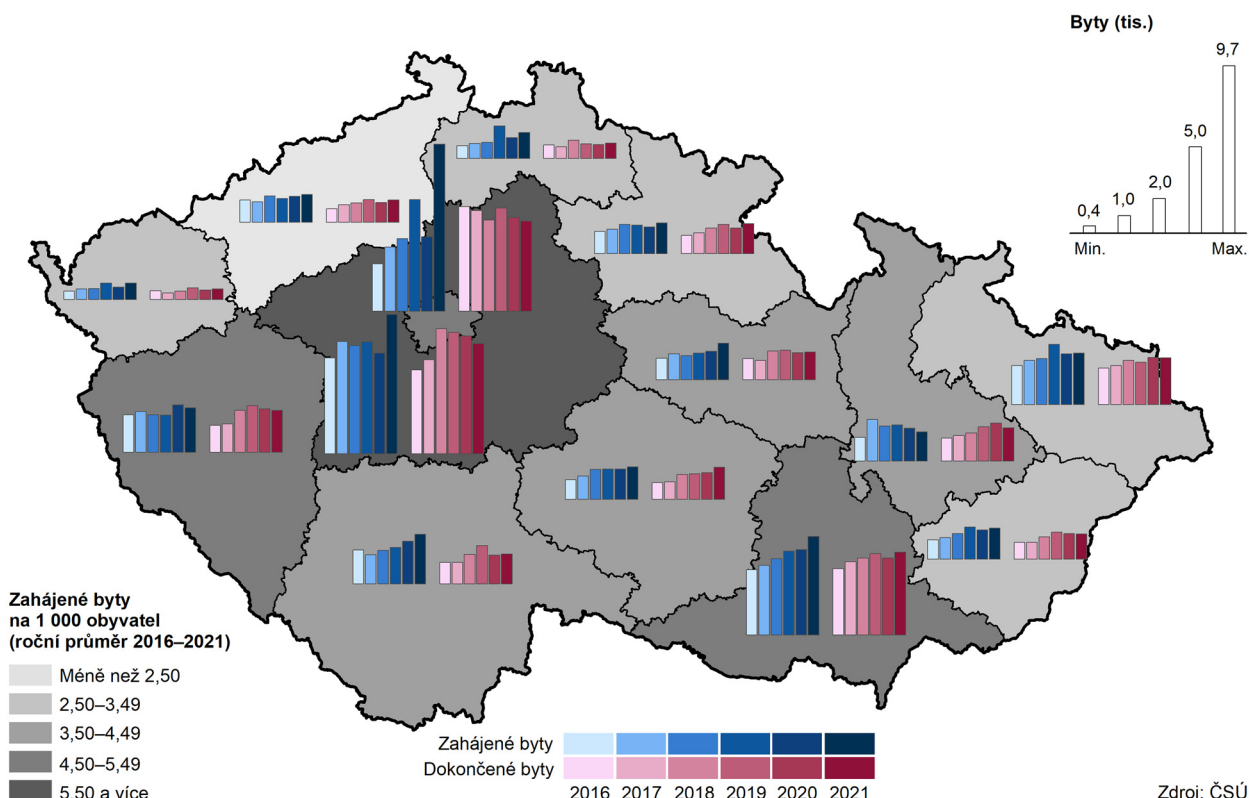 Byty (tis.)
9,7
5,0
2,0
1,0
0,4
Min.
Max.
Zahájené byty
na 1 000 obyvatel
(roční průměr 2016–2021)
Méně než 2,50
2,50–3,49
3,50–4,49
4,50–5,49
5,50 a více
Zahájené byty
Dokončené byty
2016 2017 2018 2019 2020 2021
Zdroj: ČSÚ